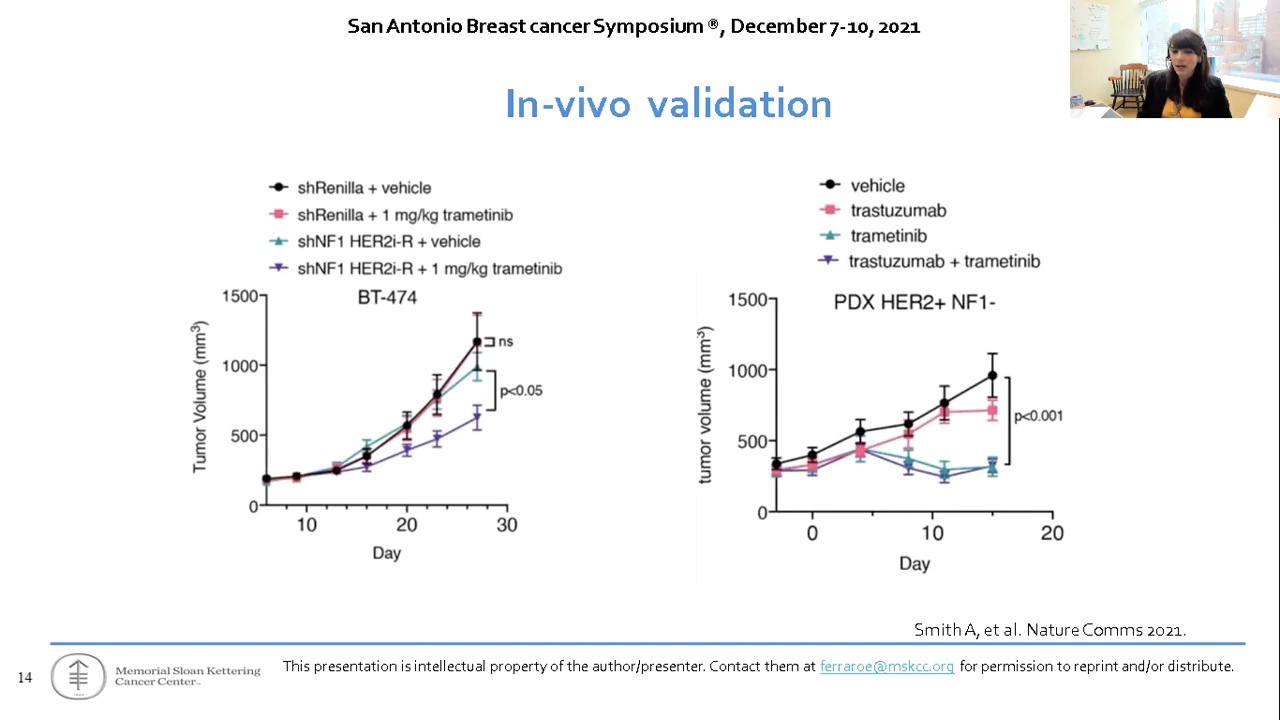 San Antonio Breast cancer Symposium ®, December 7-10, 2021
In-vivo validation
shRenilla + vehicle
shRenilla + 1 mg/kg trametinib
shNF1 HER2i-R + vehicle
shNF1 HER2i-R + 1 mg/kg trametinib
BT-474
Tumor Volume (mm³)
1500
1000
500
0
10
20
30
Day
ns
p<0.05
vehicle
trastuzumab
trametinib
trastuzumab + trametinib
PDX HER2+ NF1-
tumor volume (mm³)
1500
1000
500
0
0
10
20
Day
p<0.001
Smith A, et al. Nature Comms 2021.
14
Memorial Sloan Kettering
Cancer Center
This presentation is intellectual property of the author/presenter. Contact them at ferraroe@mskcc.org for permission to reprint and/or distribute.